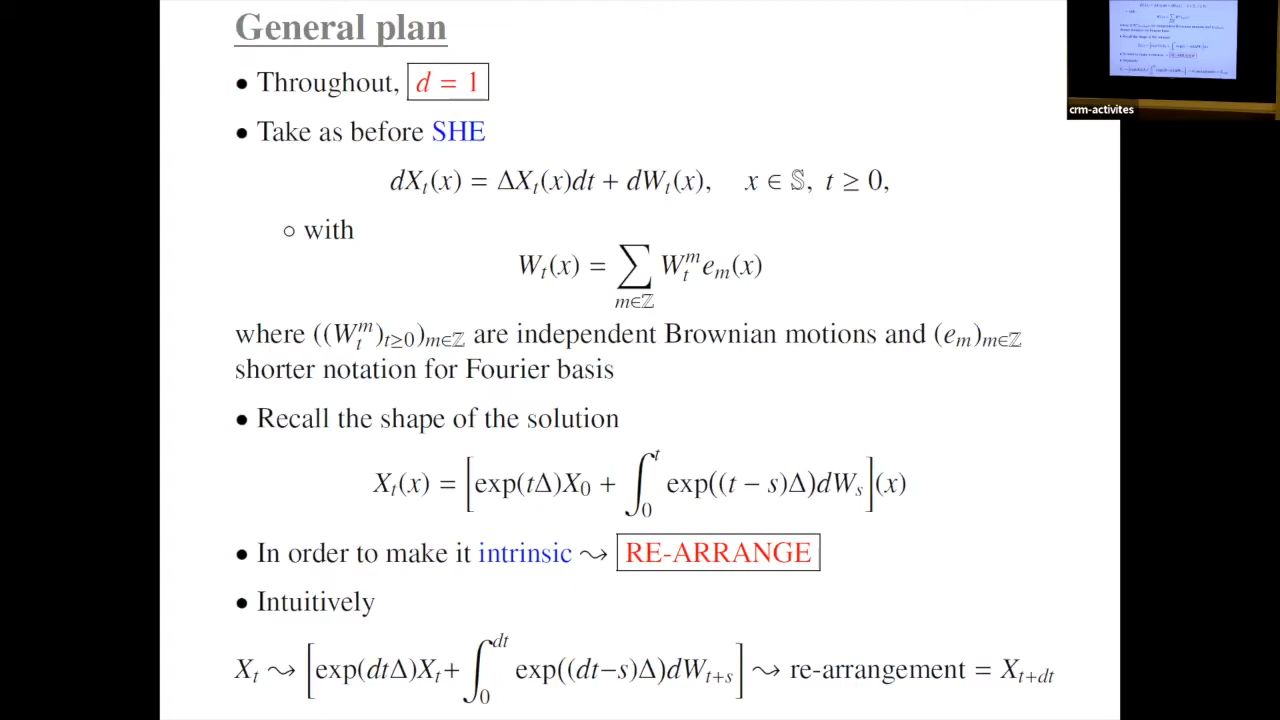 General plan
• Throughout, d = 1
• Take as before SHE
dX_t(x) = ΔX_t(x)dt + dW_t(x), x ∈ 𝕊, t ≥ 0,
◦ with
W_t(x) = ∑_{m∈ℤ} W_t^m e_m(x)
where ((W_t^m)_{t≥0})_{m∈ℤ} are independent Brownian motions and (e_m)_{m∈ℤ}
shorter notation for Fourier basis
• Recall the shape of the solution
X_t(x) = [exp(tΔ)X_0 + ∫_0^t exp((t − s)Δ)dW_s](x)
• In order to make it intrinsic ⇝ RE-ARRANGE
• Intuitively
X_t ⇝ [exp(dtΔ)X_t + ∫_0^{dt} exp((dt−s)Δ)dW_{t+s}] ⇝ re-arrangement = X_{t+dt}
crm-activites